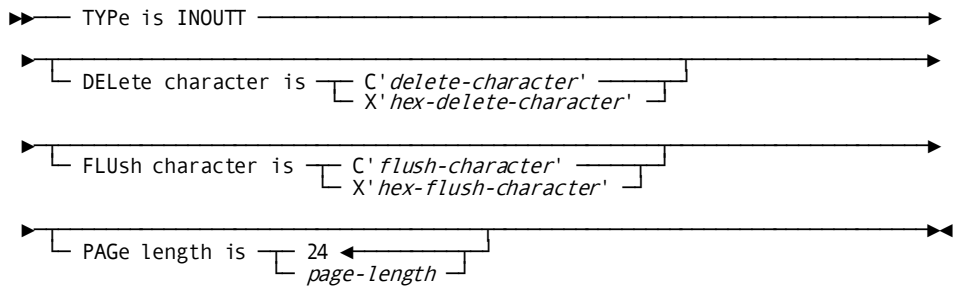 TYPe is INOUTT
DELete character is C'delete-character'
X'hex-delete-character'
FLUsh character is C'flush-character'
X'hex-flush-character'
PAGe length is 24
page-length